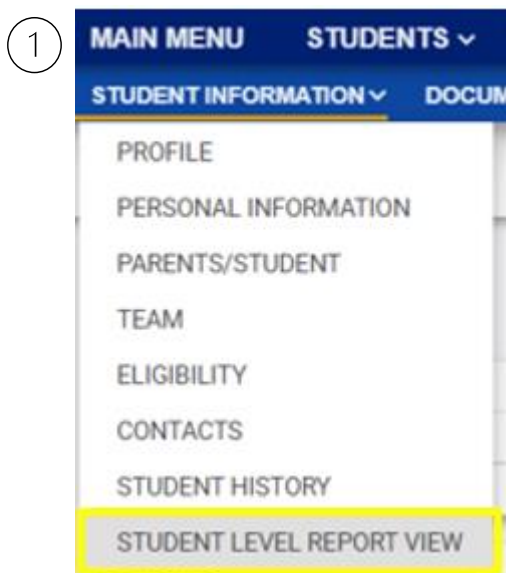 1
MAIN MENU STUDENTS
STUDENT INFORMATION
PROFILE
PERSONAL INFORMATION
PARENTS/STUDENT
TEAM
ELIGIBILITY
CONTACTS
STUDENT HISTORY
STUDENT LEVEL REPORT VIEW